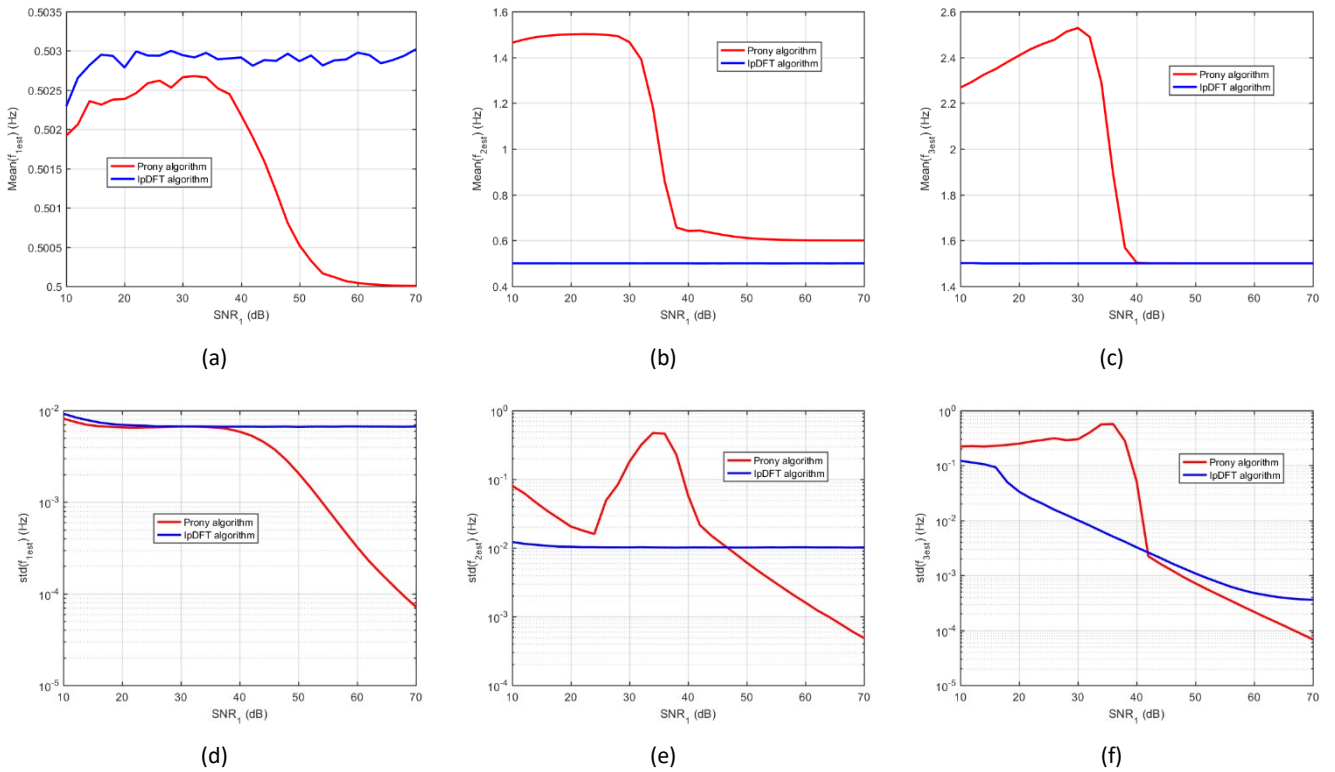 0.5035
0.503
0.5025
0.502
0.5015
0.501
0.5005
0.5
10 20 30 40 50 60 70
Mean(f1est) (Hz)
SNR1 (dB)
Prony algorithm
IpDFT algorithm
(a)
1.6
1.4
1.2
1
0.8
0.6
0.4
10 20 30 40 50 60 70
Mean(f2est) (Hz)
SNR1 (dB)
Prony algorithm
IpDFT algorithm
(b)
2.6
2.4
2.2
2
1.8
1.6
1.4
10 20 30 40 50 60 70
Mean(f3est) (Hz)
SNR1 (dB)
Prony algorithm
IpDFT algorithm
(c)
10-2
10-3
10-4
10-5
10 20 30 40 50 60 70
std(f1est) (Hz)
SNR1 (dB)
Prony algorithm
IpDFT algorithm
(d)
100
10-1
10-2
10-3
10-4
10 20 30 40 50 60 70
std(f2est) (Hz)
SNR1 (dB)
Prony algorithm
IpDFT algorithm
(e)
100
10-1
10-2
10-3
10-4
10-5
10 20 30 40 50 60 70
std(f3est) (Hz)
SNR1 (dB)
Prony algorithm
IpDFT algorithm
(f)